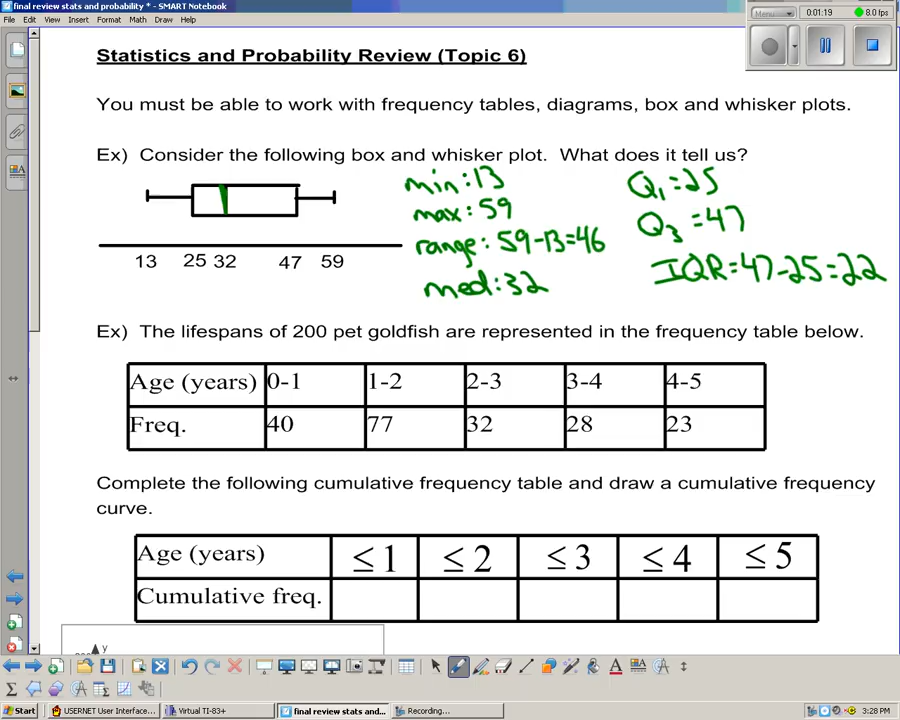 final review stats and probability * - SMART Notebook
File Edit View Insert Format Math Draw Help
Menu 0:01:19 8.0 fps
Statistics and Probability Review (Topic 6)
You must be able to work with frequency tables, diagrams, box and whisker plots.
Ex) Consider the following box and whisker plot. What does it tell us?
min: 13
max: 59
range: 59-13=46
med: 32
Q1=25
Q3=47
IQR=47-25=22
13 25 32 47 59
Ex) The lifespans of 200 pet goldfish are represented in the frequency table below.
Age (years) 0-1 1-2 2-3 3-4 4-5
Freq. 40 77 32 28 23
Complete the following cumulative frequency table and draw a cumulative frequency
curve.
Age (years) ≤ 1 ≤ 2 ≤ 3 ≤ 4 ≤ 5
Cumulative freq.
y
Start USERNET User Interface... Virtual TI-83+ final review stats and... Recording... 3:28 PM